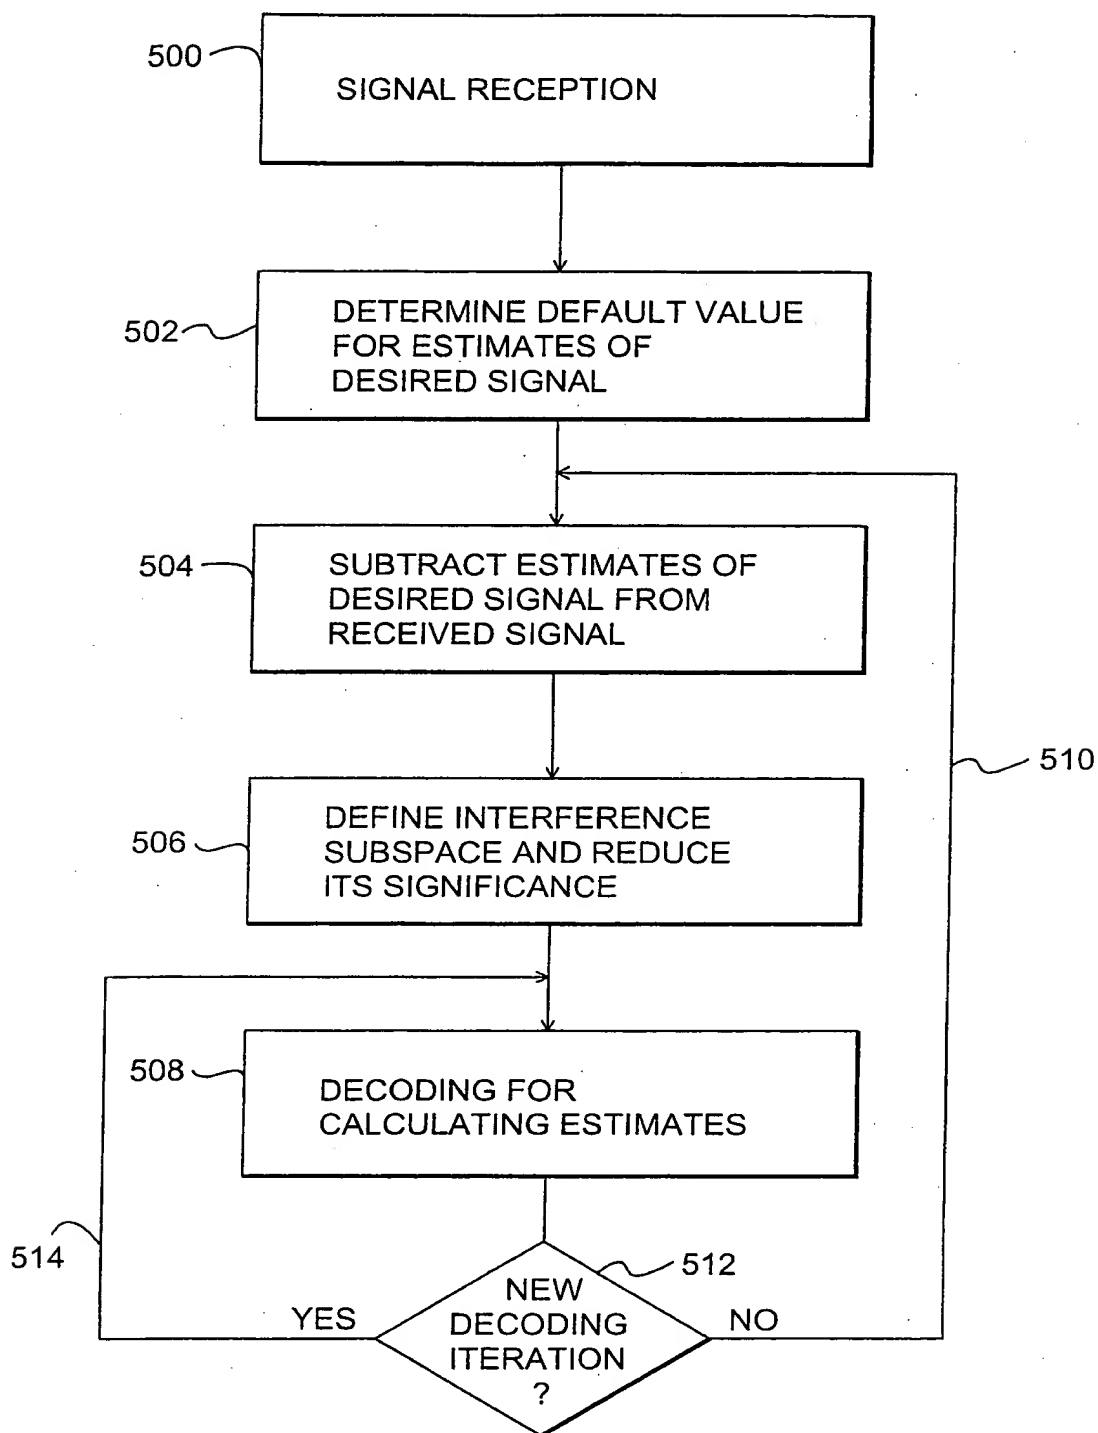 500
SIGNAL RECEPTION
502
DETERMINE DEFAULT VALUE
FOR ESTIMATES OF
DESIRED SIGNAL
504
SUBTRACT ESTIMATES OF
DESIRED SIGNAL FROM
RECEIVED SIGNAL
510
506
DEFINE INTERFERENCE
SUBSPACE AND REDUCE
ITS SIGNIFICANCE
508
DECODING FOR
CALCULATING ESTIMATES
514
512
YES
NEW
DECODING
ITERATION
?
NO